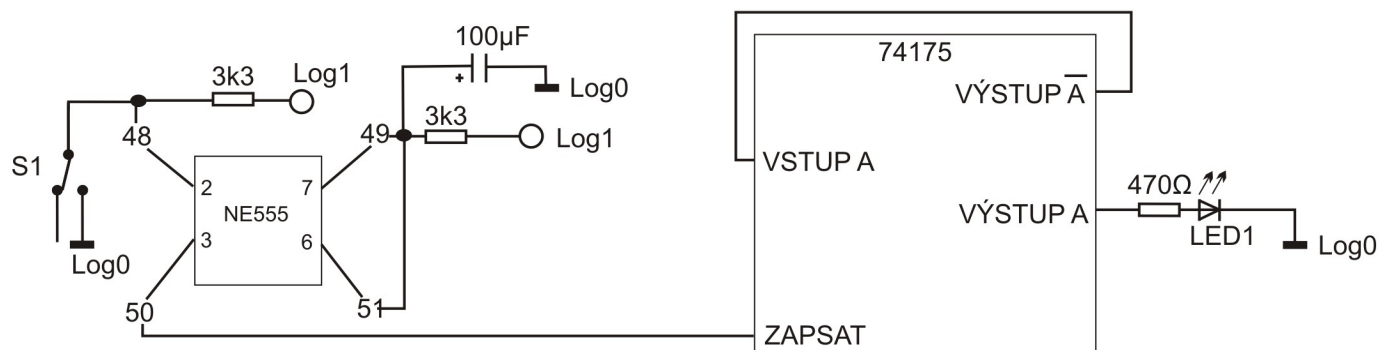 100µF
74175
3k3
Log1
+
Log0
VÝSTUP A̅
48
49
3k3
Log1
S1
VSTUP A
2
7
NE555
470Ω
VÝSTUP A
3
6
LED1
Log0
Log0
50
51
ZAPSAT